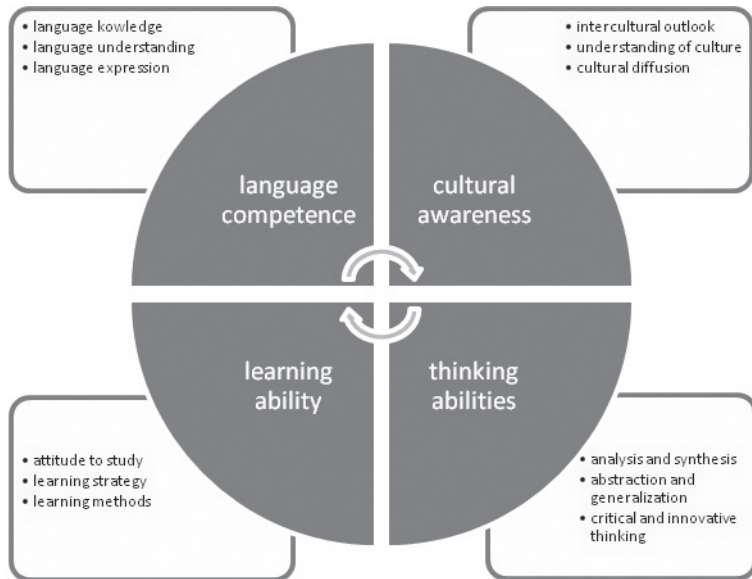 • language kowledge
• language understanding
• language expression
• intercultural outlook
• understanding of culture
• cultural diffusion
language
competence
cultural
awareness
learning
ability
thinking
abilities
• attitude to study
• learning strategy
• learning methods
• analysis and synthesis
• abstraction and
generalization
• critical and innovative
thinking